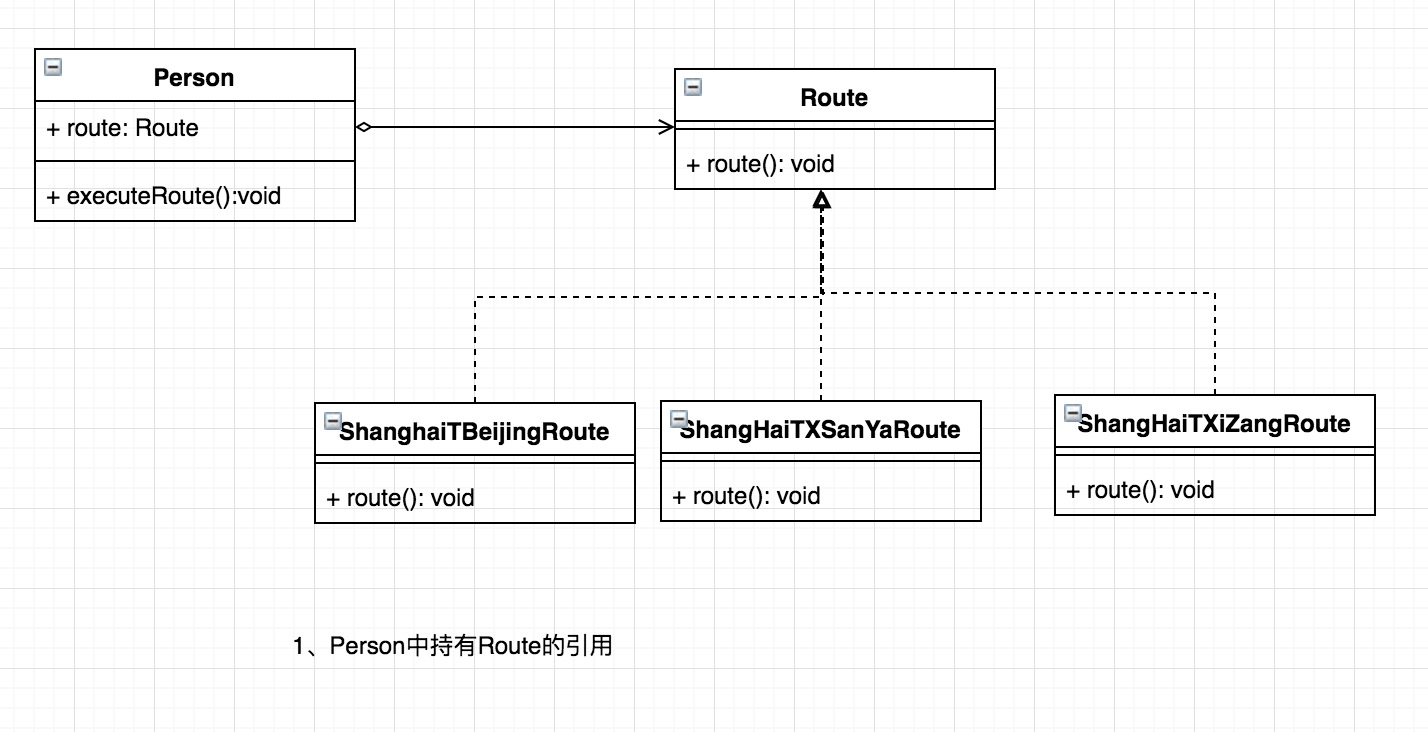 Person
+ route: Route
+ executeRoute():void
Route
+ route(): void
ShanghaiTBeijingRoute
+ route(): void
ShangHaiTXSanYaRoute
+ route(): void
ShangHaiTXiZangRoute
+ route(): void
1、Person中持有Route的引用